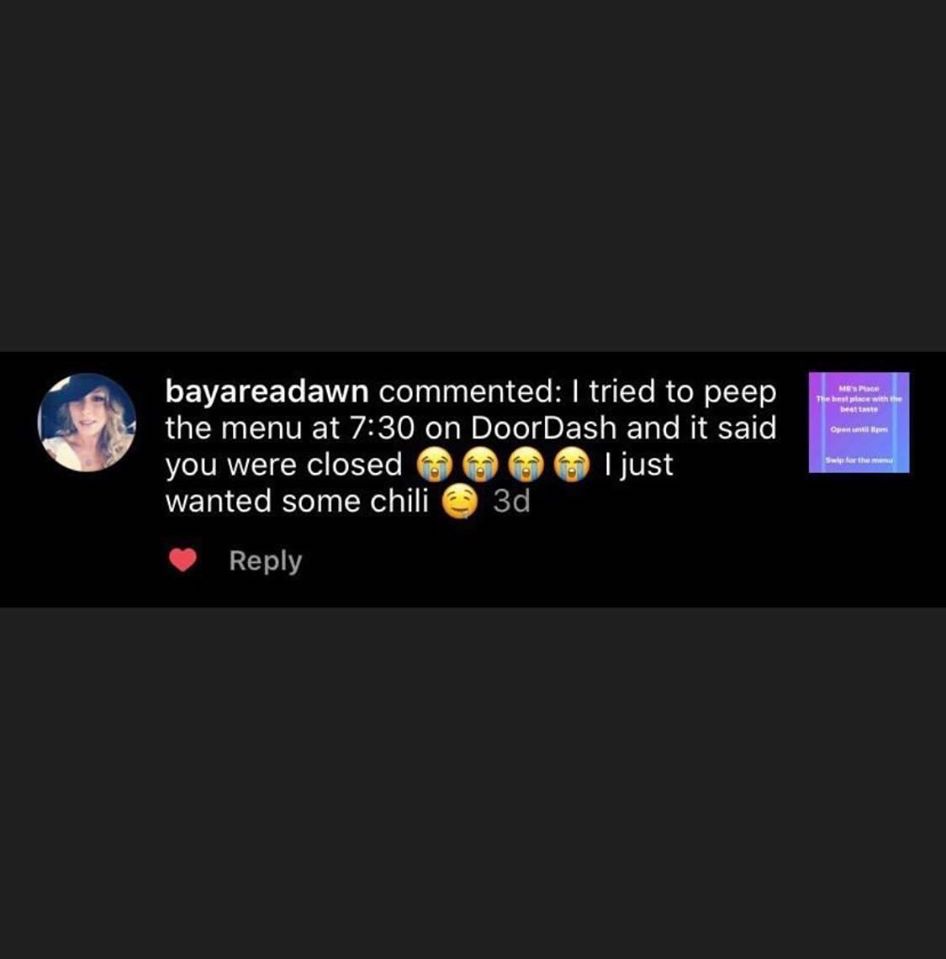 bayareadawn commented: I tried to peep
the menu at 7:30 on DoorDash and it said
you were closed 😭😭😭😭 I just
wanted some chili 🤤 3d
Reply
MB's Place
The best place with the
best taste
Open until 8pm
Swip for the menu